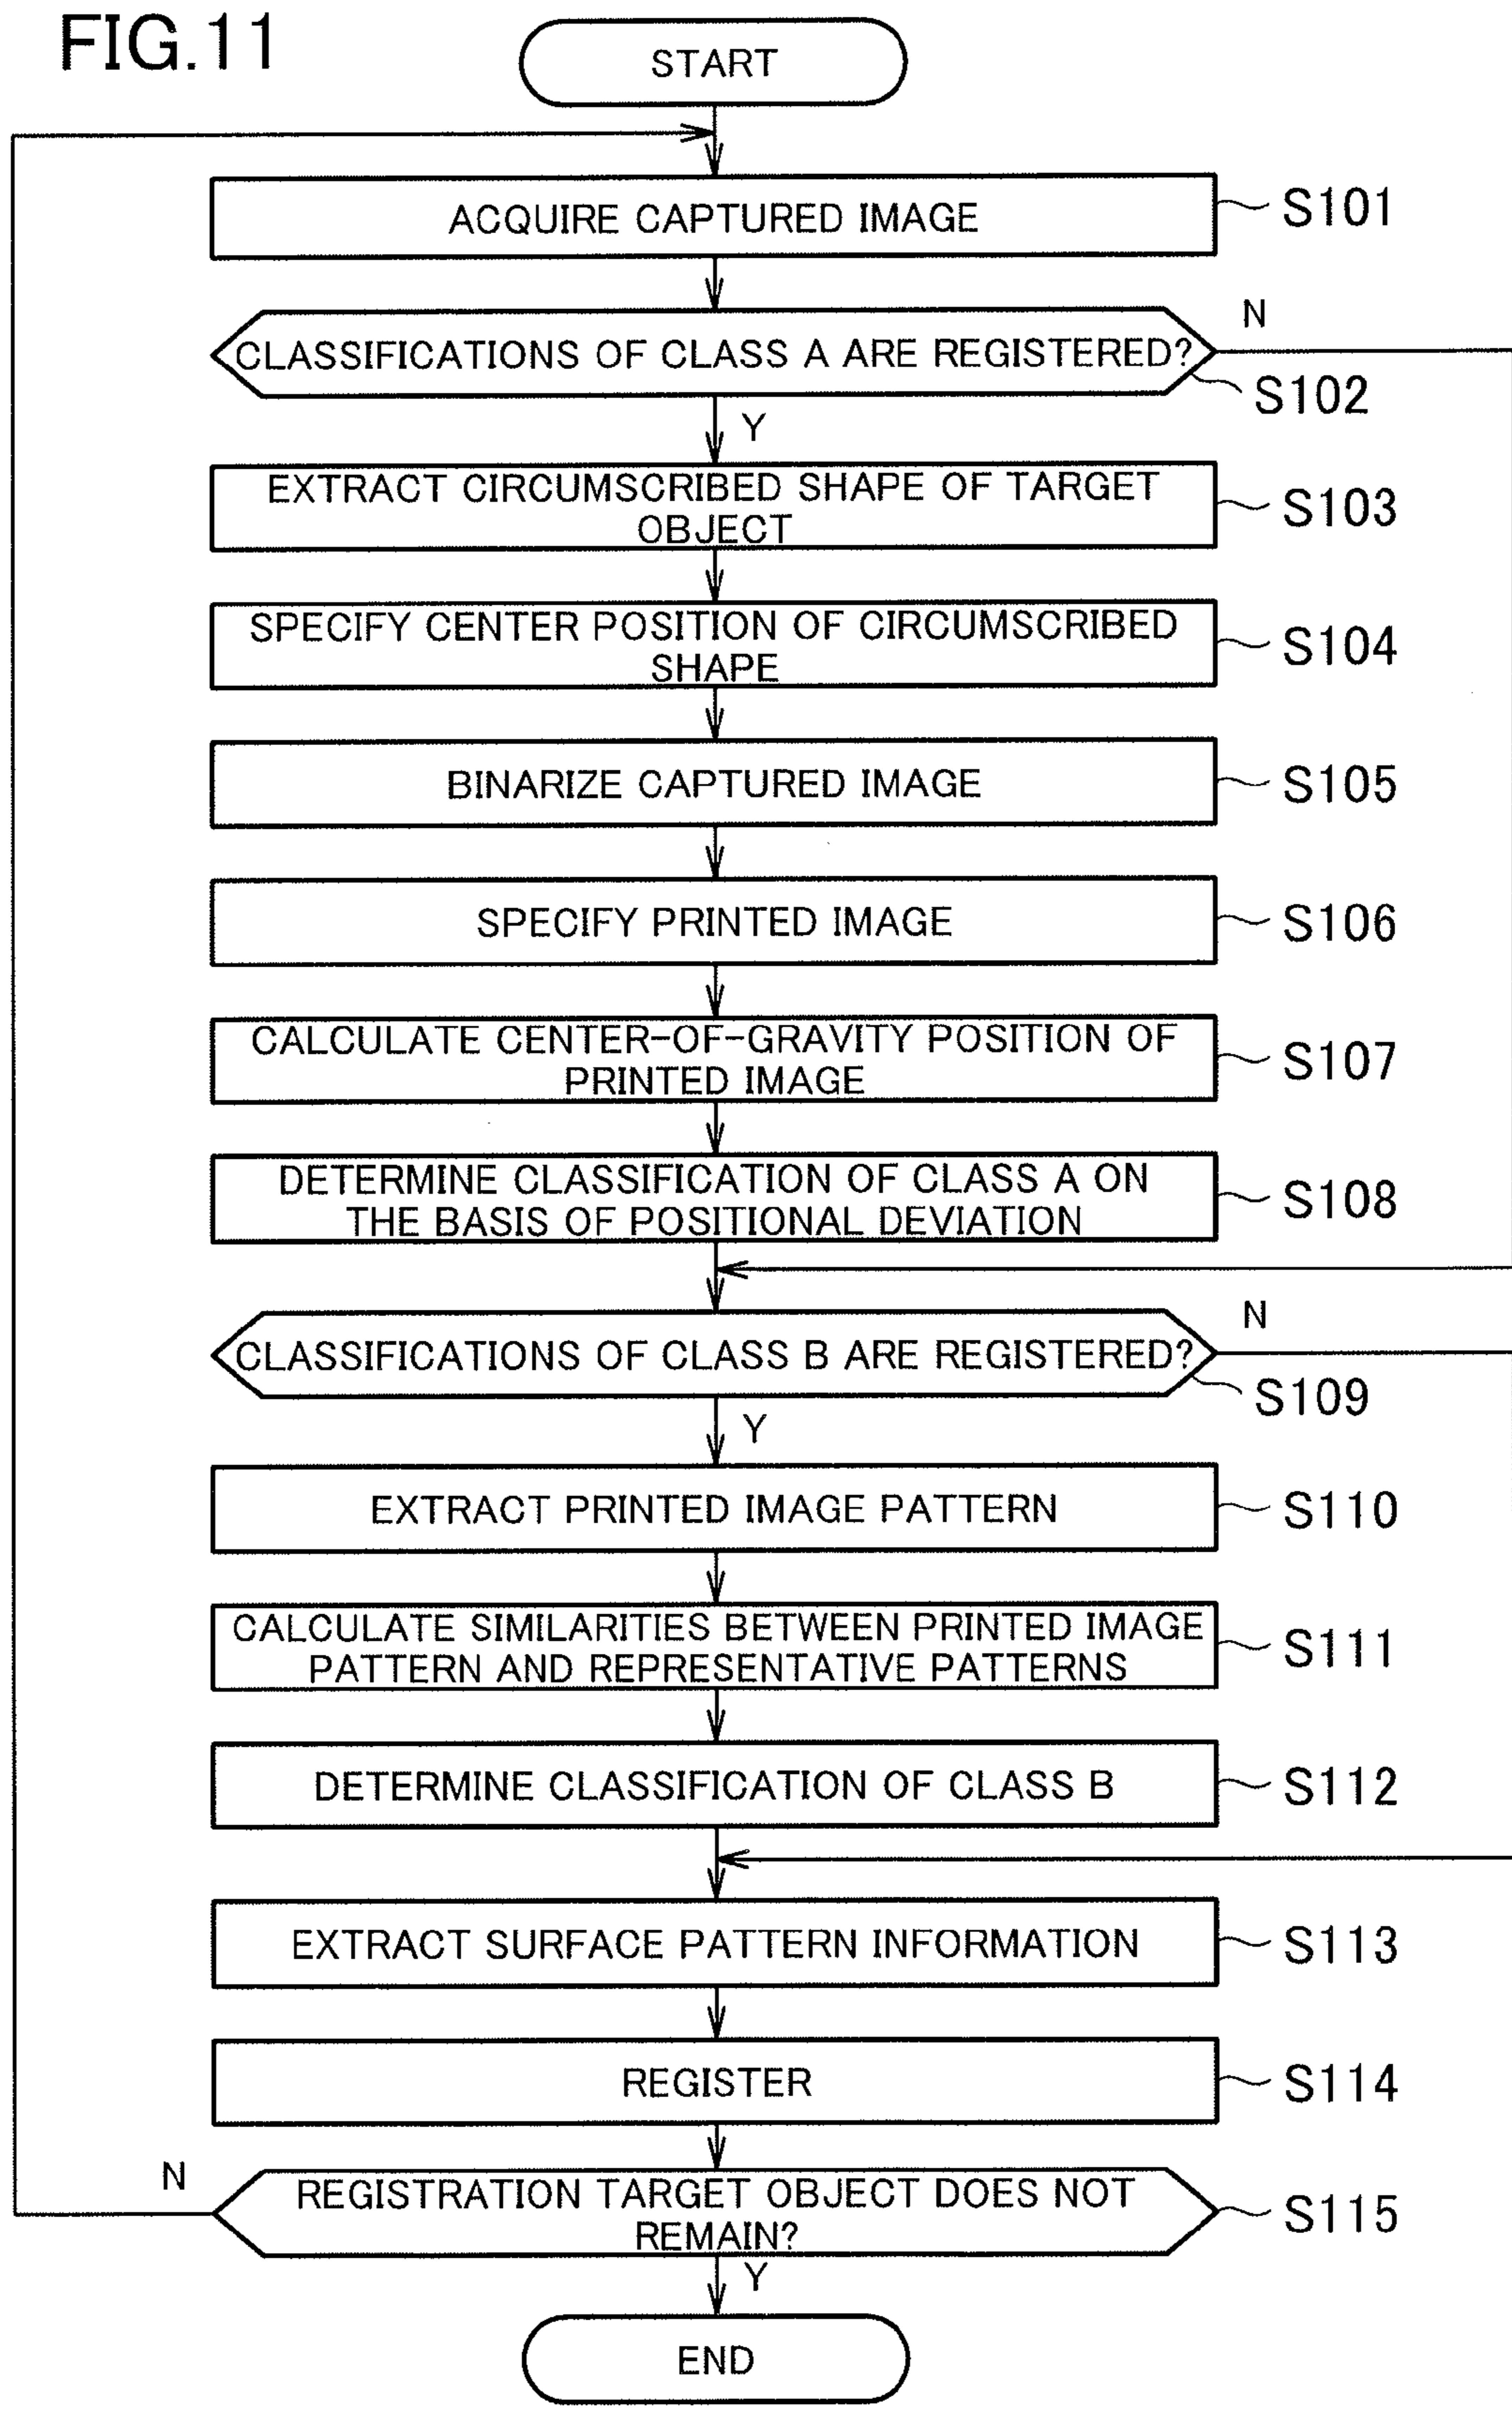 FIG.11
START
ACQUIRE CAPTURED IMAGE
S101
CLASSIFICATIONS OF CLASS A ARE REGISTERED?
N
S102
Y
EXTRACT CIRCUMSCRIBED SHAPE OF TARGET
OBJECT
S103
SPECIFY CENTER POSITION OF CIRCUMSCRIBED
SHAPE
S104
BINARIZE CAPTURED IMAGE
S105
SPECIFY PRINTED IMAGE
S106
CALCULATE CENTER-OF-GRAVITY POSITION OF
PRINTED IMAGE
S107
DETERMINE CLASSIFICATION OF CLASS A ON
THE BASIS OF POSITIONAL DEVIATION
S108
CLASSIFICATIONS OF CLASS B ARE REGISTERED?
N
S109
Y
EXTRACT PRINTED IMAGE PATTERN
S110
CALCULATE SIMILARITIES BETWEEN PRINTED IMAGE
PATTERN AND REPRESENTATIVE PATTERNS
S111
DETERMINE CLASSIFICATION OF CLASS B
S112
EXTRACT SURFACE PATTERN INFORMATION
S113
REGISTER
S114
N
REGISTRATION TARGET OBJECT DOES NOT
REMAIN?
S115
Y
END